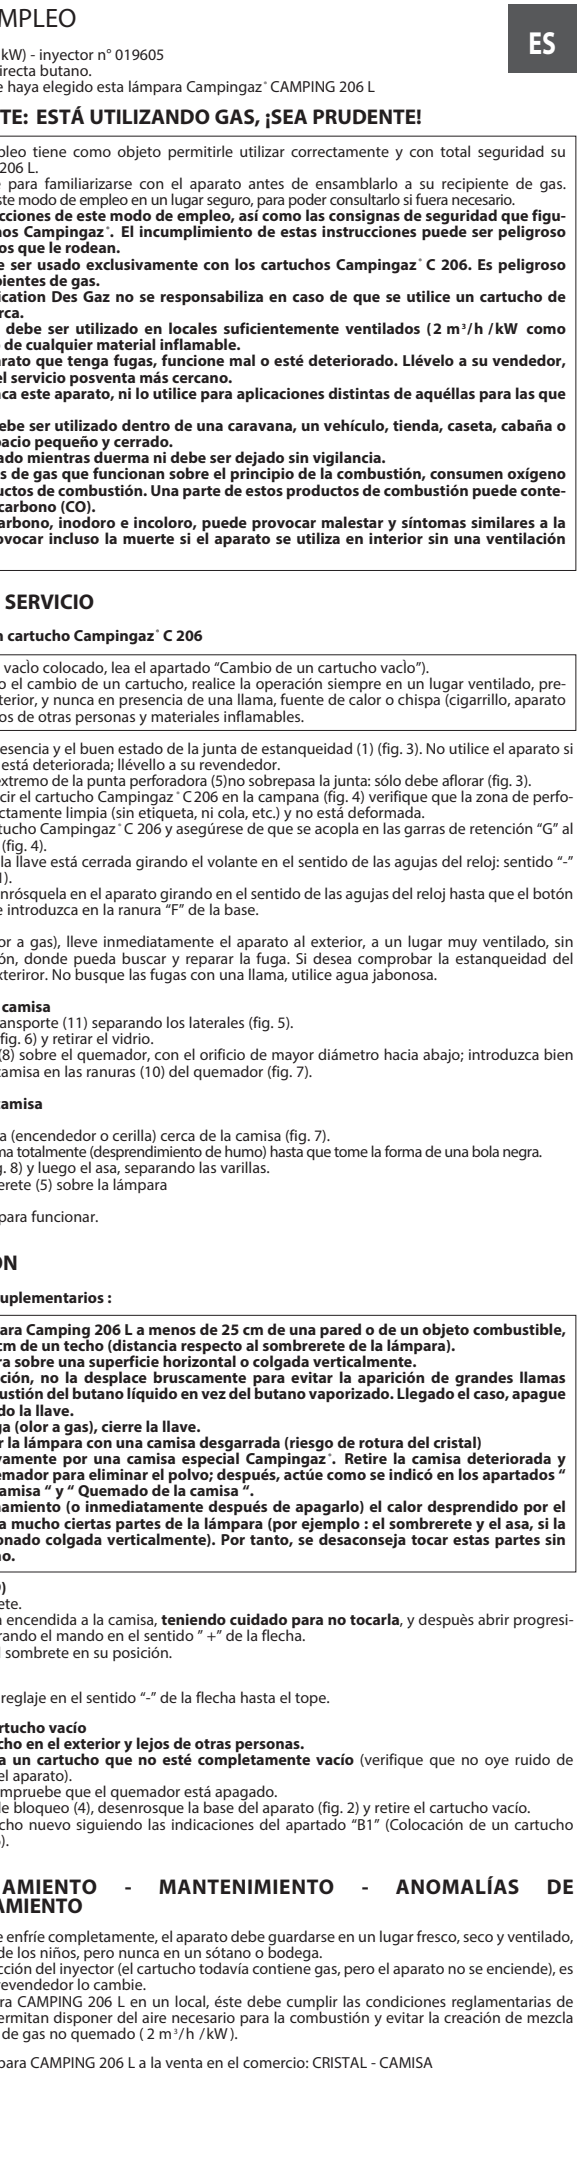 MPLEO
ES
kW) - inyector n° 019605
directa butano.
e haya elegido esta lámpara Campingaz® CAMPING 206 L
TE: ESTÁ UTILIZANDO GAS, ¡SEA PRUDENTE!
pleo tiene como objeto permitirle utilizar correctamente y con total seguridad su
206 L.
e para familiarizarse con el aparato antes de ensamblarlo a su recipiente de gas.
ste modo de empleo en un lugar seguro, para poder consultarlo si fuera necesario.
cciones de este modo de empleo, así como las consignas de seguridad que figu-
hos Campingaz®. El incumplimiento de estas instrucciones puede ser peligroso
os que le rodean.
e ser usado exclusivamente con los cartuchos Campingaz® C 206. Es peligroso
pientes de gas.
ication Des Gaz no se responsabiliza en caso de que se utilice un cartucho de
rca.
debe ser utilizado en locales suficientemente ventilados ( 2 m³/h /kW como
de cualquier material inflamable.
arato que tenga fugas, funcione mal o esté deteriorado. Llévelo a su vendedor,
el servicio posventa más cercano.
ca este aparato, ni lo utilice para aplicaciones distintas de aquéllas para las que
ebe ser utilizado dentro de una caravana, un vehículo, tienda, caseta, cabaña o
pacio pequeño y cerrado.
ado mientras duerma ni debe ser dejado sin vigilancia.
s de gas que funcionan sobre el principio de la combustión, consumen oxígeno
uctos de combustión. Una parte de estos productos de combustión puede conte-
carbono (CO).
arbono, inodoro e incoloro, puede provocar malestar y síntomas similares a la
ovocar incluso la muerte si el aparato se utiliza en interior sin una ventilación
SERVICIO
n cartucho Campingaz® C 206
vacÌo colocado, lea el apartado “Cambio de un cartucho vacÌo”).
o el cambio de un cartucho, realice la operación siempre en un lugar ventilado, pre-
terior, y nunca en presencia de una llama, fuente de calor o chispa (cigarrillo, aparato
os de otras personas y materiales inflamables.
esencia y el buen estado de la junta de estanqueidad (1) (fig. 3). No utilice el aparato si
está deteriorada; llévello a su revendedor.
extremo de la punta perforadora (5)no sobrepasa la junta: sólo debe aflorar (fig. 3).
cir el cartucho Campingaz® C206 en la campana (fig. 4) verifique que la zona de perfo-
ctamente limpia (sin etiqueta, ni cola, etc.) y no está deformada.
tucho Campingaz® C 206 y asegúrese de que se acopla en las garras de retención “G” al
(fig. 4).
la llave está cerrada girando el volante en el sentido de las agujas del reloj: sentido “-”
1).
nrósquela en el aparato girando en el sentido de las agujas del reloj hasta que el botón
e introduzca en la ranura “F” de la base.
or a gas), lleve inmediatamente el aparato al exterior, a un lugar muy ventilado, sin
ón, donde pueda buscar y reparar la fuga. Si desea comprobar la estanqueidad del
xteriror. No busque las fugas con una llama, utilice agua jabonosa.
camisa
ansporte (11) separando los laterales (fig. 5).
fig. 6) y retirar el vidrio.
(8) sobre el quemador, con el orificio de mayor diámetro hacia abajo; introduzca bien
camisa en las ranuras (10) del quemador (fig. 7).
camisa
a (encendedor o cerilla) cerca de la camisa (fig. 7).
ma totalmente (desprendimiento de humo) hasta que tome la forma de una bola negra.
g. 8) y luego el asa, separando las varillas.
erete (5) sobre la lámpara
para funcionar.
ÓN
uplementarios :
ara Camping 206 L a menos de 25 cm de una pared o de un objeto combustible,
cm de un techo (distancia respecto al sombrerete de la lámpara).
ra sobre una superficie horizontal o colgada verticalmente.
ción, no la desplace bruscamente para evitar la aparición de grandes llamas
ustión del butano líquido en vez del butano vaporizado. Llegado el caso, apague
do la llave.
ga (olor a gas), cierre la llave.
r la lámpara con una camisa desgarrada (riesgo de rotura del cristal)
vamente por una camisa especial Campingaz®. Retire la camisa deteriorada y
emador para eliminar el polvo; después, actúe como se indicó en los apartados “
amisa “ y “ Quemado de la camisa “.
namiento (o inmediatamente después de apagarlo) el calor desprendido por el
a mucho ciertas partes de la lámpara (por ejemplo : el sombrerete y el asa, si la
onado colgada verticalmente). Por tanto, se desaconseja tocar estas partes sin
no.
)
ete.
a encendida a la camisa, teniendo cuidado para no tocarla, y despuès abrir progresi-
rando el mando en el sentido ” +” de la flecha.
l sombrete en su posición.
reglaje en el sentido “-” de la flecha hasta el tope.
rtucho vacío
cho en el exterior y lejos de otras personas.
a un cartucho que no esté completamente vacío (verifique que no oye ruido de
el aparato).
mpruebe que el quemador está apagado.
de bloqueo (4), desenrosque la base del aparato (fig. 2) y retire el cartucho vacío.
cho nuevo siguiendo las indicaciones del apartado “B1” (Colocación de un cartucho
).
AMIENTO - MANTENIMIENTO - ANOMALÍAS DE
AMIENTO
e enfríe completamente, el aparato debe guardarse en un lugar fresco, seco y ventilado,
de los niños, pero nunca en un sótano o bodega.
cción del inyector (el cartucho todavía contiene gas, pero el aparato no se enciende), es
revendedor lo cambie.
ra CAMPING 206 L en un local, éste debe cumplir las condiciones reglamentarias de
ermitan disponer del aire necesario para la combustión y evitar la creación de mezcla
de gas no quemado ( 2 m³/h /kW ).
para CAMPING 206 L a la venta en el comercio: CRISTAL - CAMISA